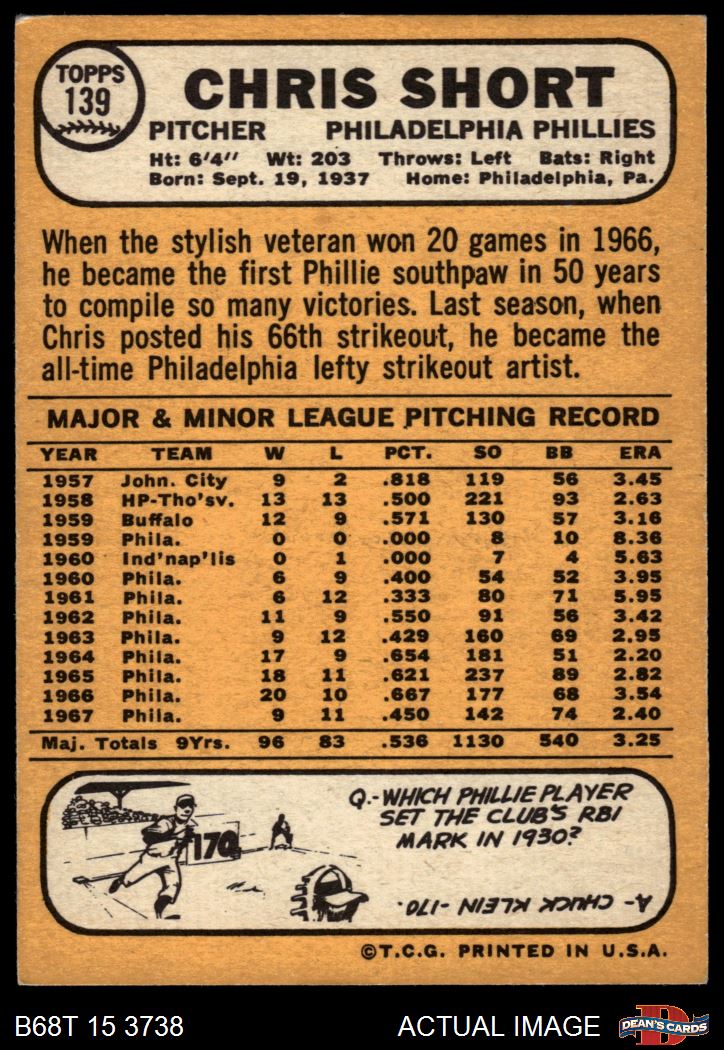 TOPPS
139
CHRIS SHORT
PITCHER PHILADELPHIA PHILLIES
Ht: 6'4" Wt: 203 Throws: Left Bats: Right
Born: Sept. 19, 1937 Home: Philadelphia, Pa.
When the stylish veteran won 20 games in 1966,
he became the first Phillie southpaw in 50 years
to compile so many victories. Last season, when
Chris posted his 66th strikeout, he became the
all-time Philadelphia lefty strikeout artist.
MAJOR & MINOR LEAGUE PITCHING RECORD
YEAR TEAM W L PCT. SO BB ERA
1957 John. City 9 2 .818 119 56 3.45
1958 HP-Tho'sv. 13 13 .500 221 93 2.63
1959 Buffalo 12 9 .571 130 57 3.16
1959 Phila. 0 0 .000 8 10 8.36
1960 Ind'nap'lis 0 1 .000 7 4 5.63
1960 Phila. 6 9 .400 54 52 3.95
1961 Phila. 6 12 .333 80 71 5.95
1962 Phila. 11 9 .550 91 56 3.42
1963 Phila. 9 12 .429 160 69 2.95
1964 Phila. 17 9 .654 181 51 2.20
1965 Phila. 18 11 .621 237 89 2.82
1966 Phila. 20 10 .667 177 68 3.54
1967 Phila. 9 11 .450 142 74 2.40
Maj. Totals 9Yrs. 96 83 .536 1130 540 3.25
170
Q.-WHICH PHILLIE PLAYER
SET THE CLUB'S RBI
MARK IN 1930?
A- CHUCK KLEIN -170.
©T.C.G. PRINTED IN U.S.A.
B68T 15 3738 ACTUAL IMAGE
D
DEAN'S CARDS